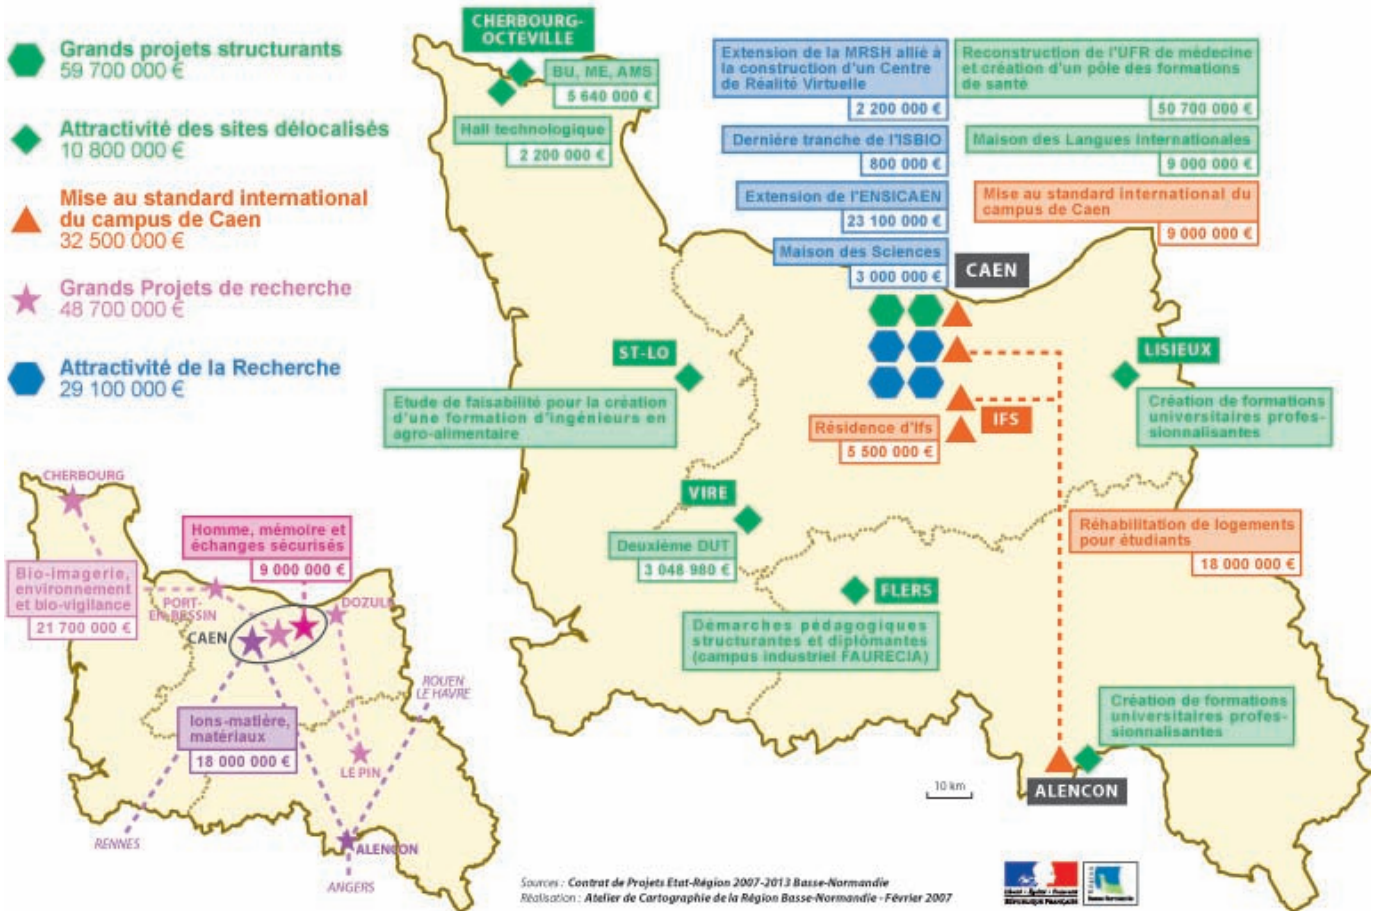 Grands projets structurants
59 700 000 €
Attractivité des sites délocalisés
10 800 000 €
Mise au standard international
du campus de Caen
32 500 000 €
Grands Projets de recherche
48 700 000 €
Attractivité de la Recherche
29 100 000 €
CHERBOURG-
OCTEVILLE
BU, ME, AMS
5 640 000 €
Hall technologique
2 200 000 €
Extension de la MRSH allié à
la construction d'un Centre
de Réalité Virtuelle
2 200 000 €
Dernière tranche de l'ISBIO
800 000 €
Extension de l'ENSICAEN
23 100 000 €
Maison des Sciences
3 000 000 €
Reconstruction de l'UFR de médecine
et création d'un pôle des formations
de santé
50 700 000 €
Maison des Langues Internationales
9 000 000 €
Mise au standard international du
campus de Caen
9 000 000 €
CAEN
ST-LO
Etude de faisabilité pour la création
d'une formation d'ingénieurs en
agro-alimentaire
LISIEUX
Création de formations
universitaires profes-
sionnalisantes
IFS
Résidence d'Ifs
5 500 000 €
VIRE
Deuxième DUT
3 048 980 €
FLERS
Démarches pédagogiques
structurantes et diplômantes
(campus industriel FAURECIA)
Réhabilitation de logements
pour étudiants
18 000 000 €
Création de formations
universitaires profes-
sionnalisantes
ALENCON
10 km
CHERBOURG
Homme, mémoire et
échanges sécurisés
9 000 000 €
Bio-imagerie,
environnement
et bio-vigilance
21 700 000 €
PORT-
EN-BESSIN
DOZULE
CAEN
ROUEN
LE HAVRE
Ions-matière,
matériaux
18 000 000 €
LE PIN
RENNES
ALENCON
ANGERS
Sources : Contrat de Projets Etat-Région 2007-2013 Basse-Normandie
Réalisation : Atelier de Cartographie de la Région Basse-Normandie - Février 2007
Liberté • Égalité • Fraternité
RÉPUBLIQUE FRANÇAISE
Région
Basse-Normandie